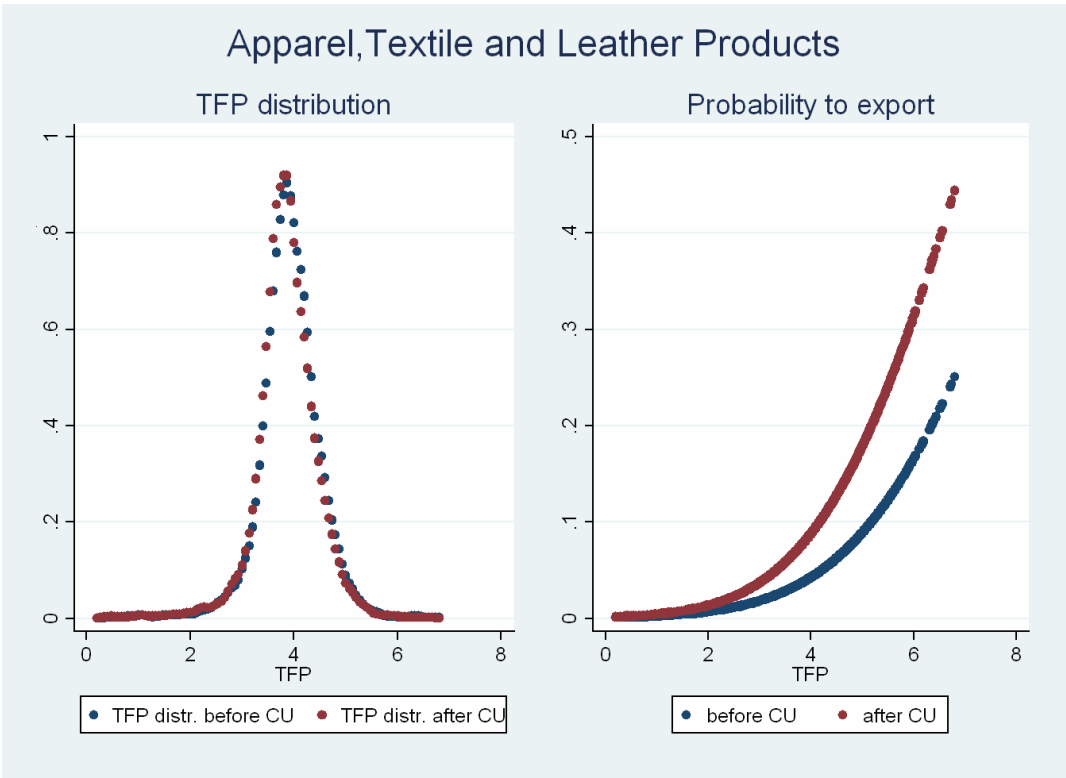 Apparel,Textile and Leather Products
TFP distribution
1
.8
.6
.4
.2
0
0 2 4 6 8
TFP
TFP distr. before CU TFP distr. after CU
Probability to export
.5
.4
.3
.2
.1
0
0 2 4 6 8
TFP
before CU after CU